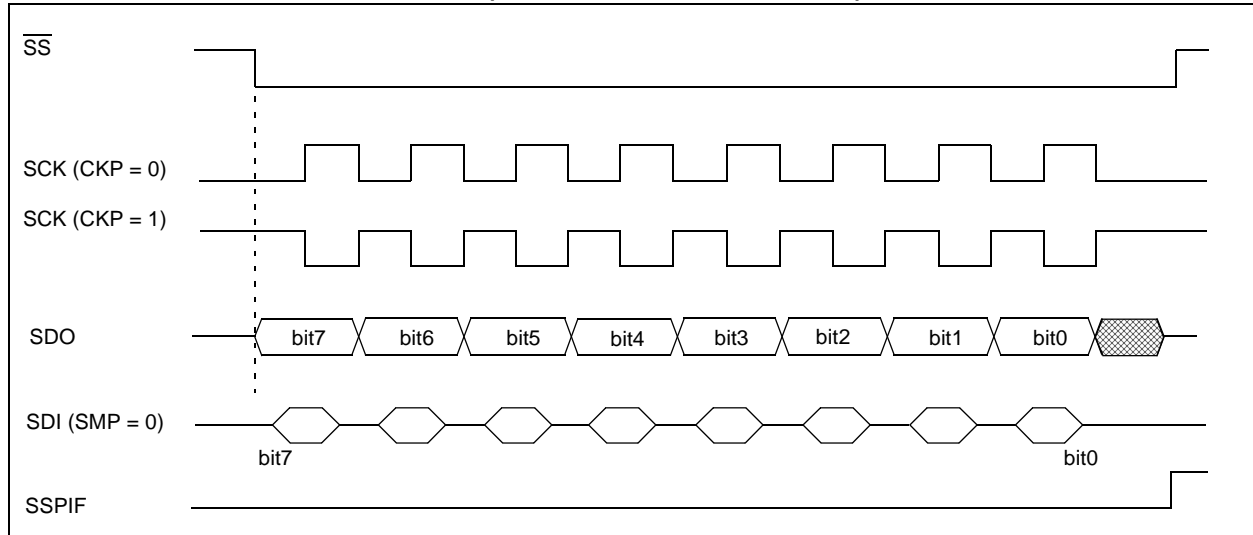 SS
SCK (CKP = 0)
SCK (CKP = 1)
SDO
bit7 bit6 bit5 bit4 bit3 bit2 bit1 bit0
SDI (SMP = 0)
bit7 bit0
SSPIF